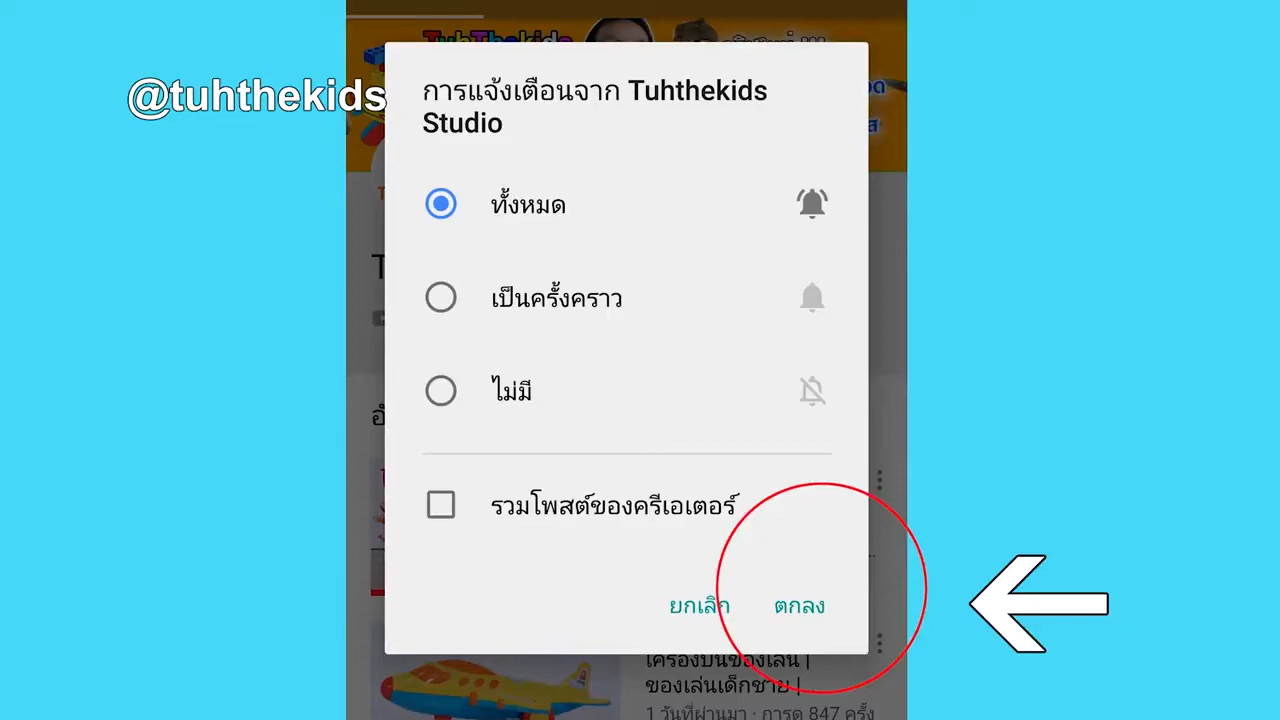 TuhThekids
@tuhthekids
การแจ้งเตือนจาก Tuhthekids
Studio
ทั้งหมด
เป็นครั้งคราว
ไม่มี
รวมโพสต์ของครีเอเตอร์
ยกเลิก ตกลง
เครื่องบินของเล่น |
ของเล่นเด็กชาย |
1 วันที่ผ่านมา · การดู 847 ครั้ง